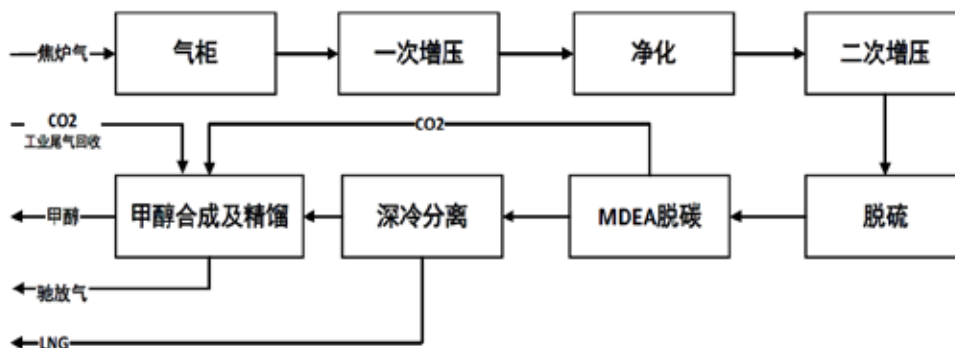 焦炉气
气柜
一次增压
净化
二次增压
CO2
工业尾气回收
CO2
甲醇
甲醇合成及精馏
深冷分离
MDEA脱碳
脱硫
驰放气
LNG